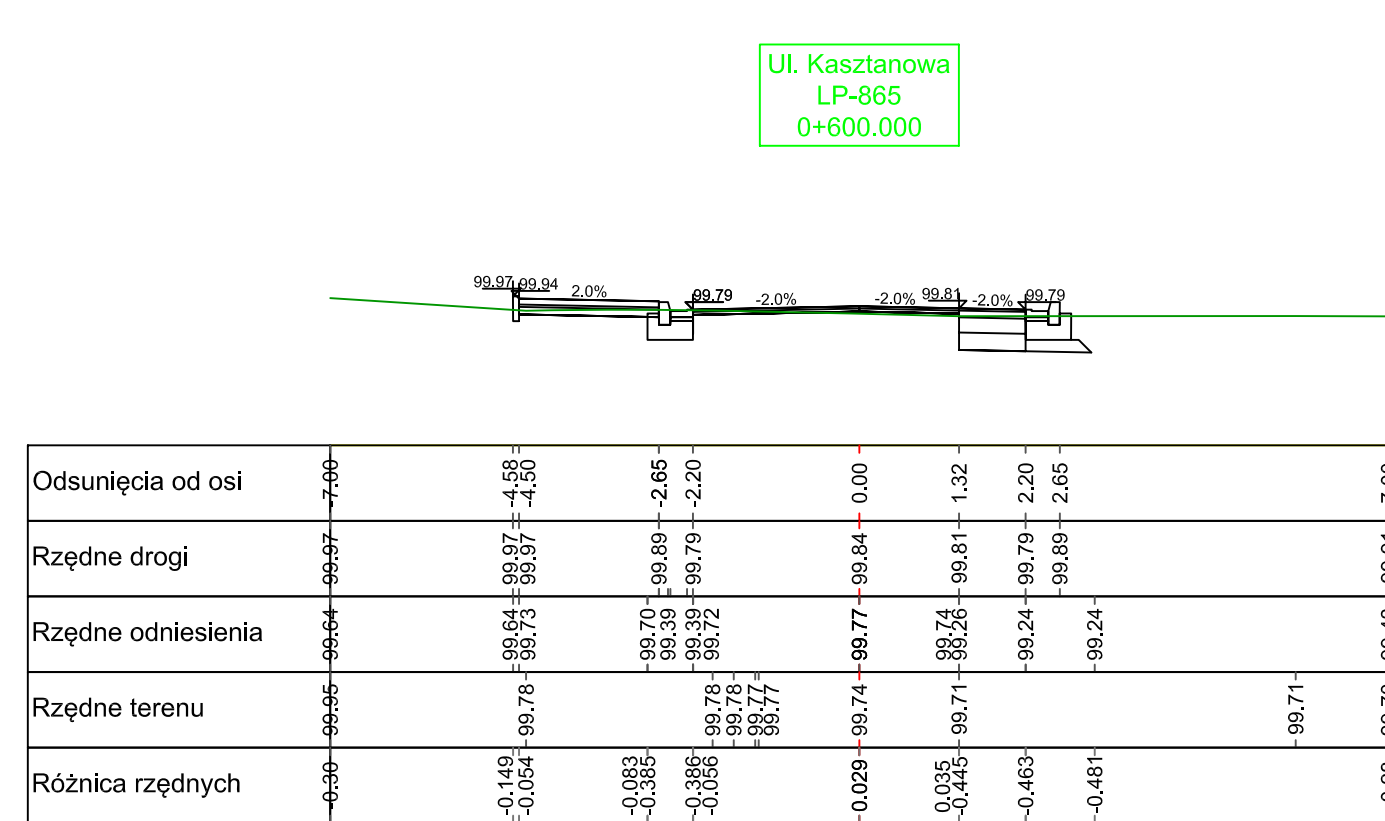 Ul. Kasztanowa
LP-865
0+600.000
99.97 99.94 2.0% 99.79 -2.0% -2.0% 99.81 -2.0% 99.79
Odsunięcia od osi -7.00 -4.58 -4.50 -2.65 -2.20 0.00 1.32 2.20 2.65
Rzędne drogi 99.97 99.97 99.97 99.89 99.79 99.84 99.81 99.79 99.89
Rzędne odniesienia 99.64 99.64 99.73 99.70 99.39 99.39 99.72 99.77 99.74 99.26 99.24 99.24
Rzędne terenu 99.95 99.78 99.78 99.78 99.77 99.77 99.74 99.71 99.71
Różnica rzędnych -0.30 -0.149 -0.054 -0.083 -0.385 -0.386 -0.056 0.029 0.035 -0.445 -0.463 -0.481